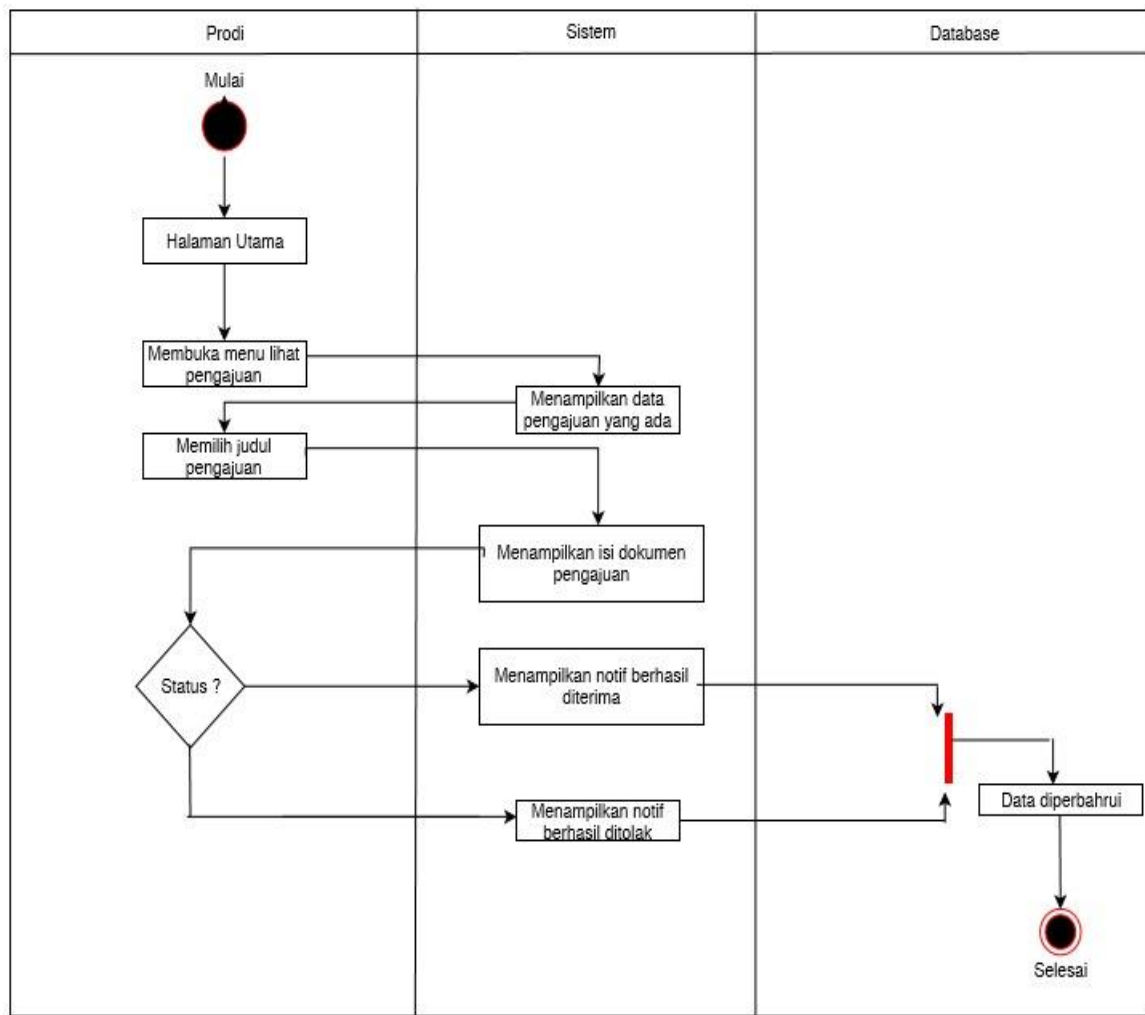 Prodi
Sistem
Database
Mulai
Halaman Utama
Membuka menu lihat
pengajuan
Menampilkan data
pengajuan yang ada
Memilih judul
pengajuan
Menampilkan isi dokumen
pengajuan
Status ?
Menampilkan notif berhasil
diterima
Menampilkan notif
berhasil ditolak
Data diperbahrui
Selesai